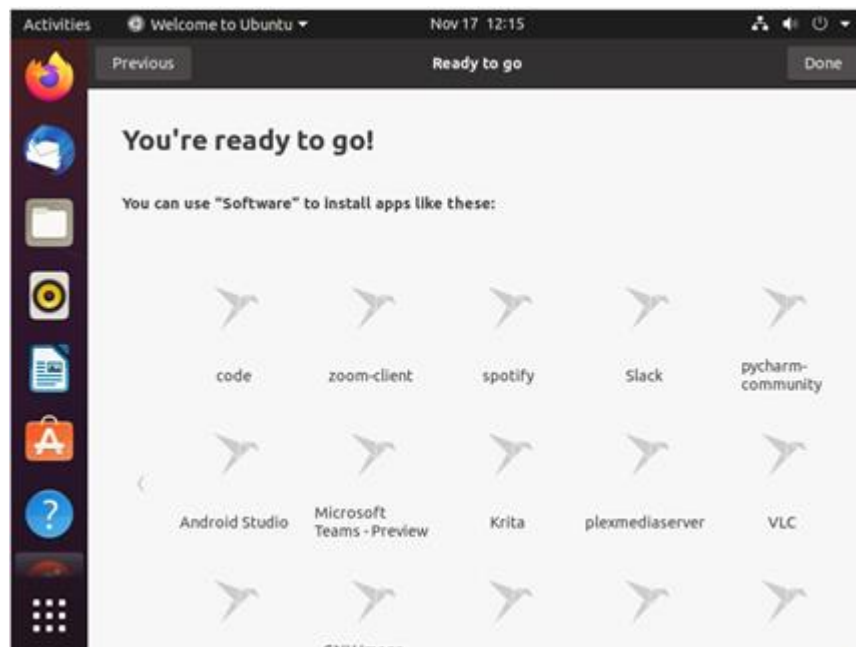 Activities Welcome to Ubuntu Nov 17 12:15
Previous Ready to go Done
You're ready to go!
You can use "Software" to install apps like these:
code zoom-client spotify Slack pycharm-
community
Android Studio Microsoft
Teams - Preview Krita plexmediaserver VLC